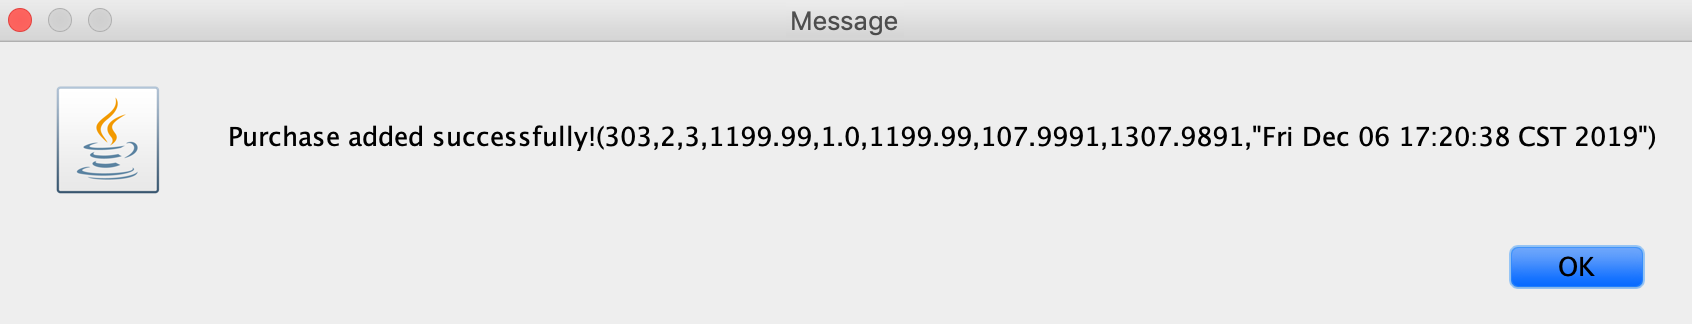 Message
Purchase added successfully!(303,2,3,1199.99,1.0,1199.99,107.9991,1307.9891,"Fri Dec 06 17:20:38 CST 2019")
OK